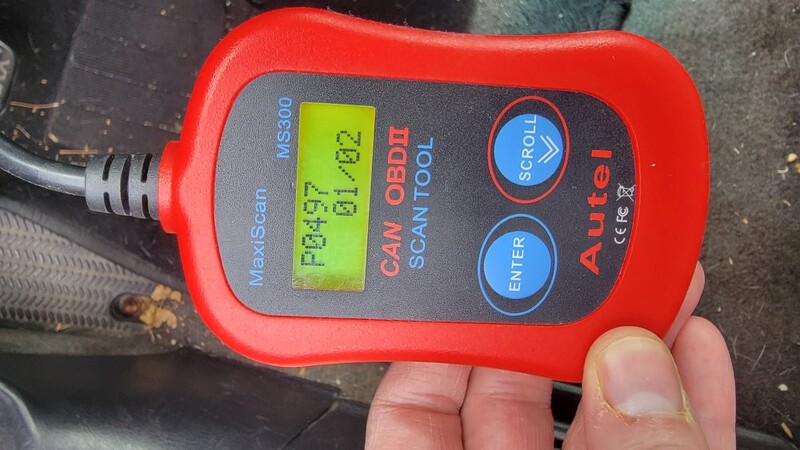 MaxiScan MS300
P0497
01/02
CAN OBDII
SCAN TOOL
ENTER
SCROLL
Autel
CE FC